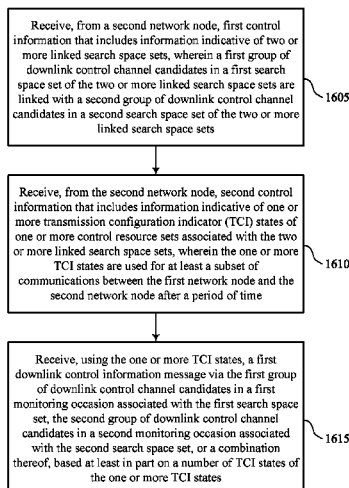 Receive, from a second network node, first control
information that includes information indicative of two or
more linked search space sets, wherein a first group of
downlink control channel candidates in a first search
space set of the two or more linked search space sets are
linked with a second group of downlink control channel
candidates in a second search space set of the two or more
linked search space sets
1605
Receive, from the second network node, second control
information that includes information indicative of one or
more transmission configuration indicator (TCI) states of
one or more control resource sets associated with the two
or more linked search space sets, wherein the one or more
TCI states are used for at least a subset of
communications between the first network node and the
second network node after a period of time
1610
Receive, using the one or more TCI states, a first
downlink control information message via the first group
of downlink control channel candidates in a first
monitoring occasion associated with the first search space
set, the second group of downlink control channel
candidates in a second monitoring occasion associated
with the second search space set, or a combination
thereof, based at least in part on a number of TCI states of
the one or more TCI states
1615